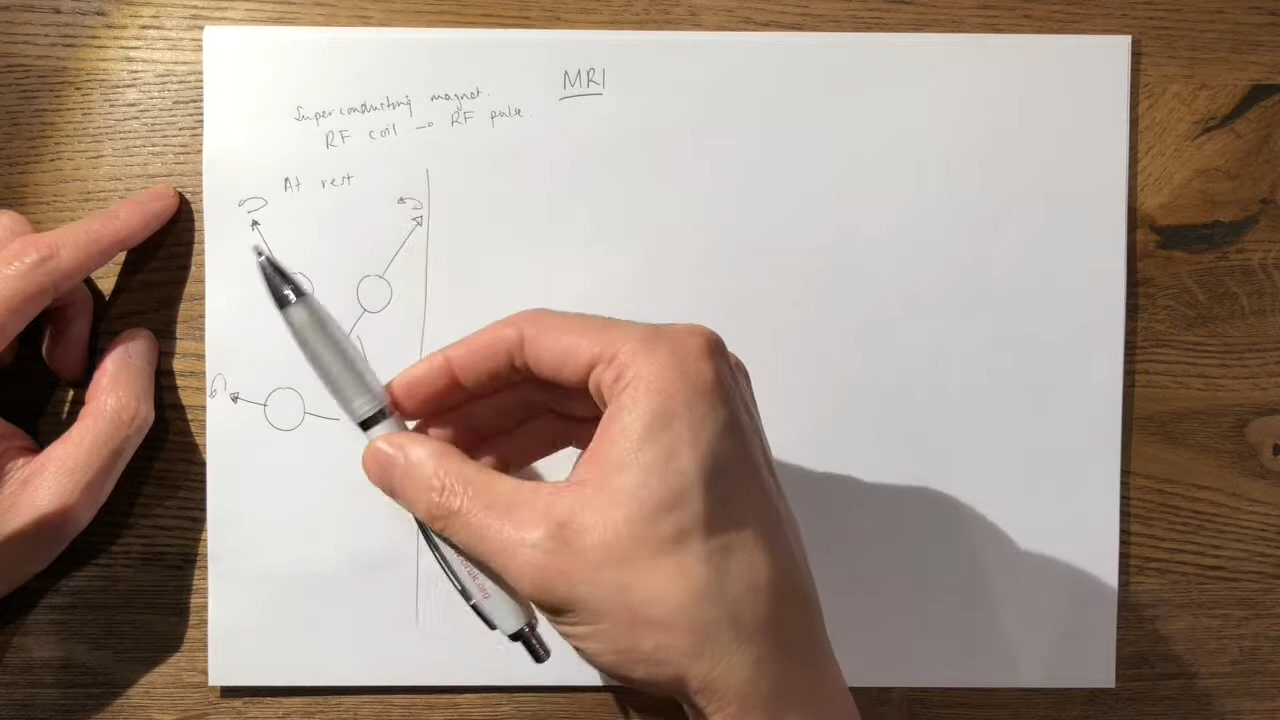 MRI
Superconducting magnet.
RF coil → RF pulse.
At rest